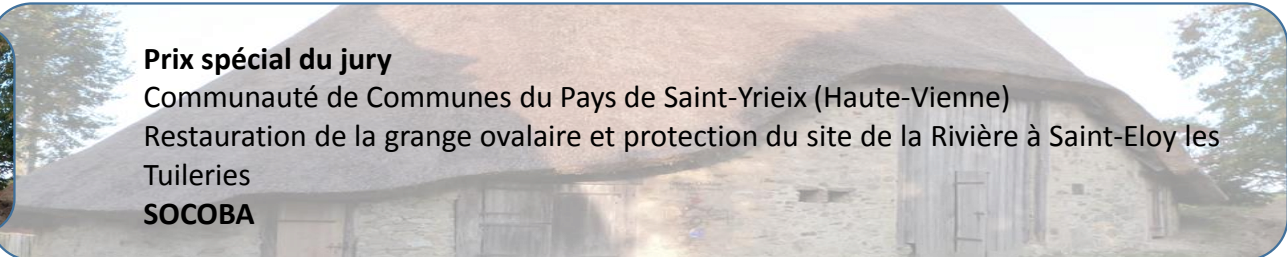 Prix spécial du jury
Communauté de Communes du Pays de Saint-Yrieix (Haute-Vienne)
Restauration de la grange ovalaire et protection du site de la Rivière à Saint-Eloy les
Tuileries
SOCOBA